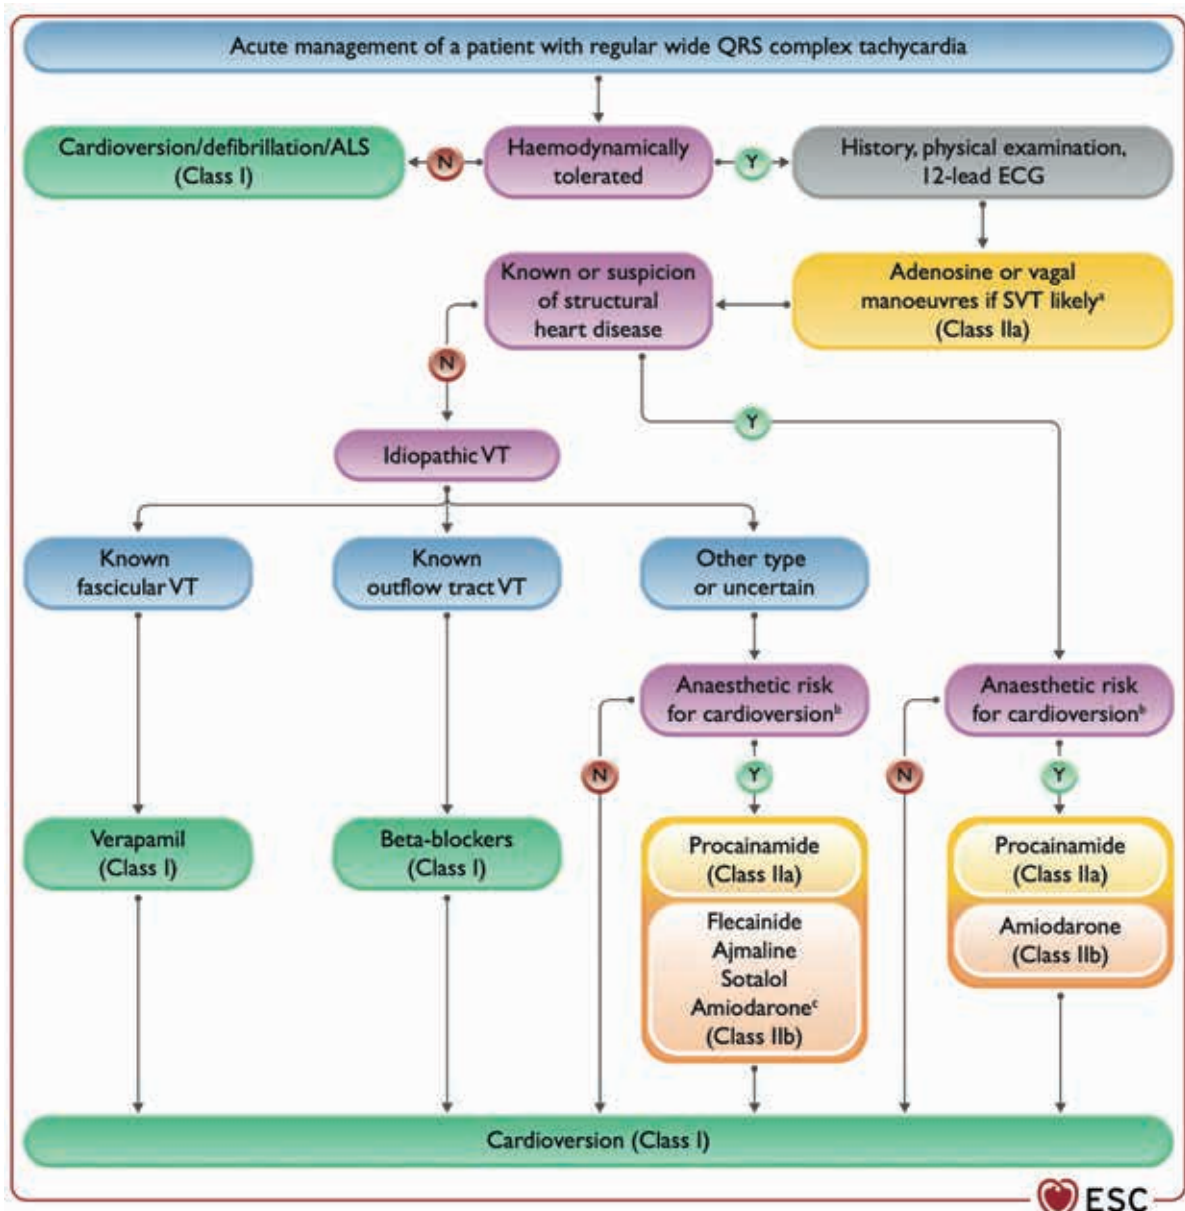 Acute management of a patient with regular wide QRS complex tachycardia
Cardioversion/defibrillation/ALS
(Class I)
N
Haemodynamically
tolerated
Y
History, physical examination,
12-lead ECG
Known or suspicion
of structural
heart disease
Adenosine or vagal
manoeuvres if SVT likelyᵃ
(Class IIa)
N
Y
Idiopathic VT
Known
fascicular VT
Known
outflow tract VT
Other type
or uncertain
Anaesthetic risk
for cardioversionᵇ
Anaesthetic risk
for cardioversionᵇ
N
Y
N
Y
Verapamil
(Class I)
Beta-blockers
(Class I)
Procainamide
(Class IIa)
Flecainide
Ajmaline
Sotalol
Amiodaroneᶜ
(Class IIb)
Procainamide
(Class IIa)
Amiodarone
(Class IIb)
Cardioversion (Class I)
ESC